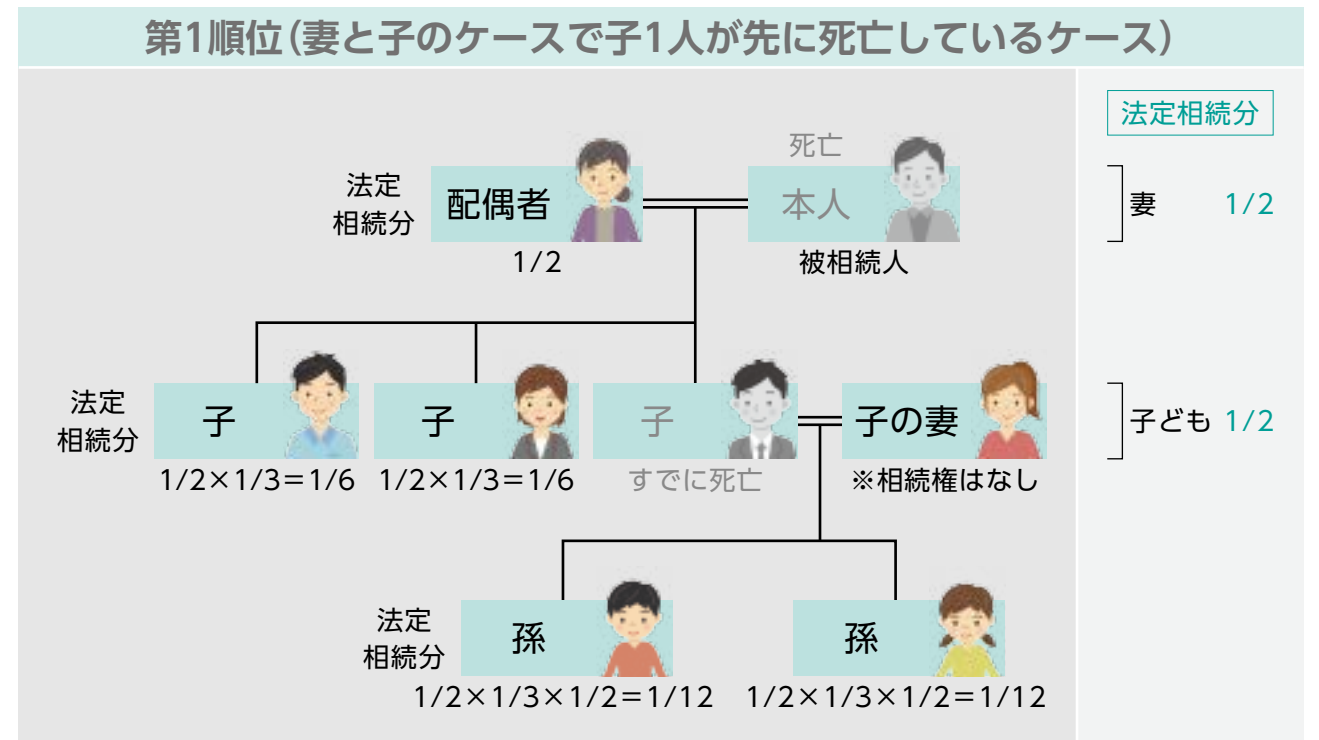 第1順位（妻と子のケースで子1人が先に死亡しているケース）
法定相続分
死亡
法定
相続分
配偶者
本人
妻 1/2
1/2
被相続人
法定
相続分
子
子
子
子の妻
子ども 1/2
1/2×1/3＝1/6
1/2×1/3＝1/6
すでに死亡
※相続権はなし
法定
相続分
孫
孫
1/2×1/3×1/2＝1/12
1/2×1/3×1/2＝1/12